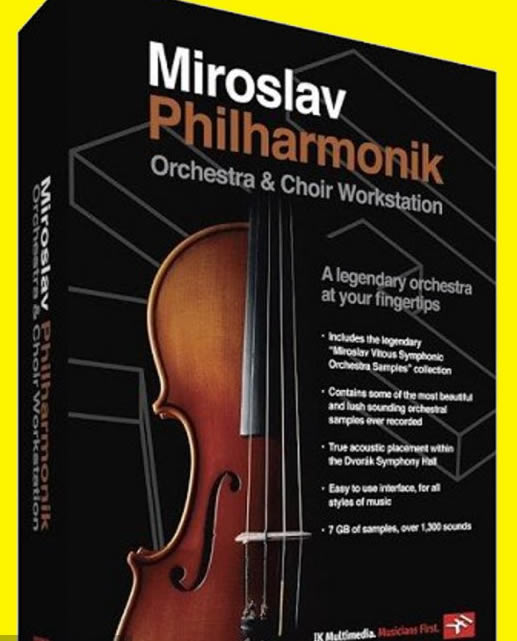 Miroslav
Philharmonik
Orchestra & Choir Workstation
A legendary orchestra
at your fingertips
• Includes the legendary
"Miroslav Vitous Symphonic
Orchestra Samples" collection
• Contains some of the most beautiful
and lush sounding orchestral
samples ever recorded
• True acoustic placement within
the Dvorák Symphony Hall
• Easy to use interface, for all
styles of music
• 7 GB of samples, over 1,300 sounds
IK Multimedia. Musicians First.
Miroslav Philharmonik
Orchestra & Choir Workstation